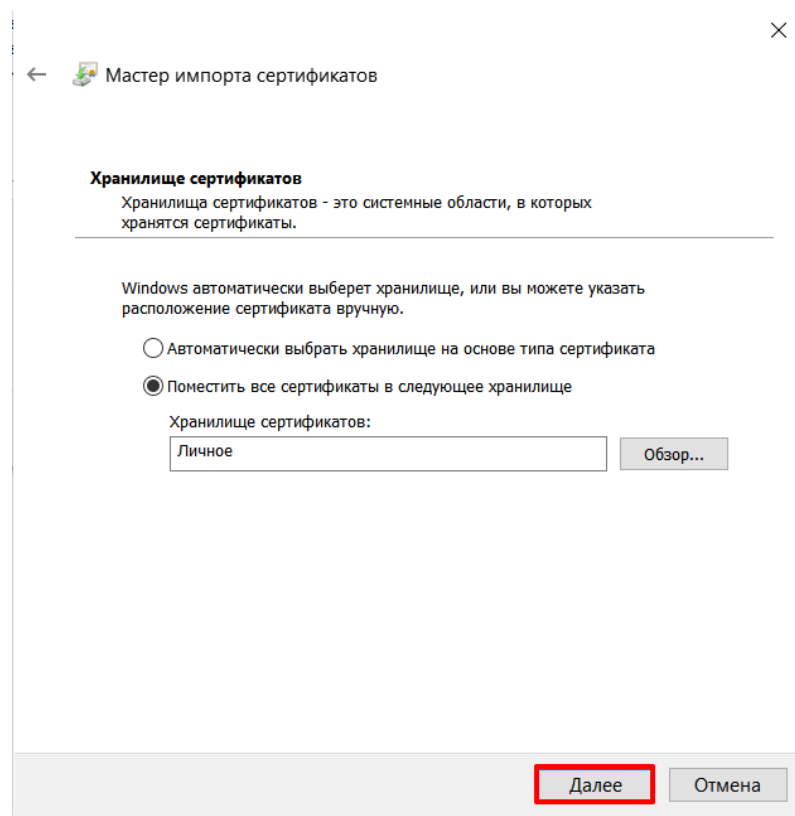 Мастер импорта сертификатов
Хранилище сертификатов
Хранилища сертификатов - это системные области, в которых
хранятся сертификаты.
Windows автоматически выберет хранилище, или вы можете указать
расположение сертификата вручную.
Автоматически выбрать хранилище на основе типа сертификата
Поместить все сертификаты в следующее хранилище
Хранилище сертификатов:
Личное
Обзор...
Далее
Отмена